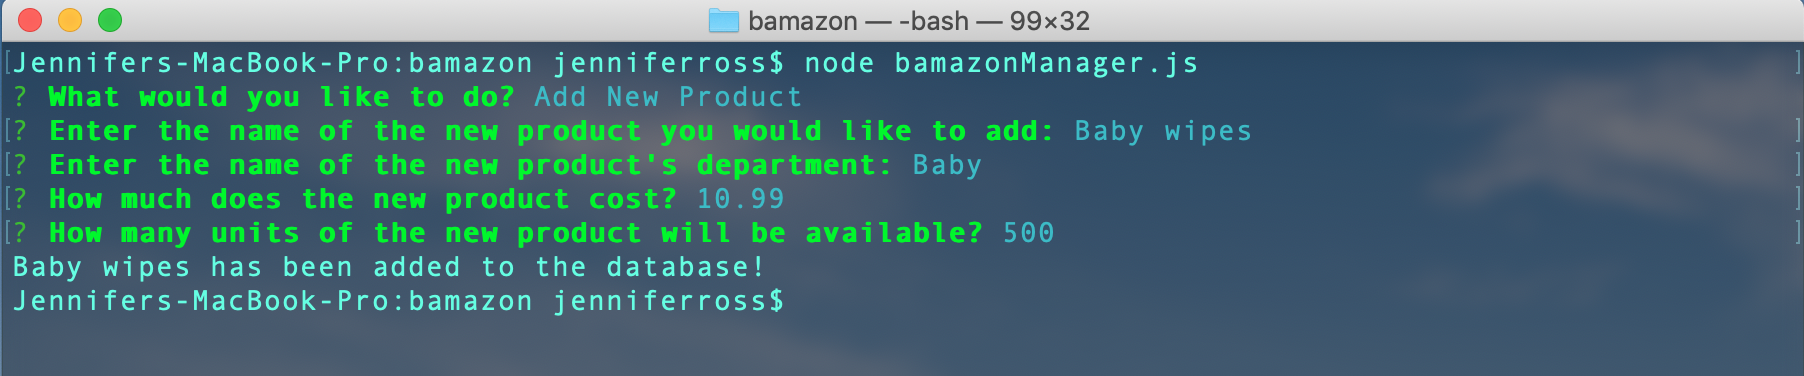 bamazon — -bash — 99×32
Jennifers-MacBook-Pro:bamazon jenniferross$ node bamazonManager.js
? What would you like to do? Add New Product
? Enter the name of the new product you would like to add: Baby wipes
? Enter the name of the new product's department: Baby
? How much does the new product cost? 10.99
? How many units of the new product will be available? 500
Baby wipes has been added to the database!
Jennifers-MacBook-Pro:bamazon jenniferross$